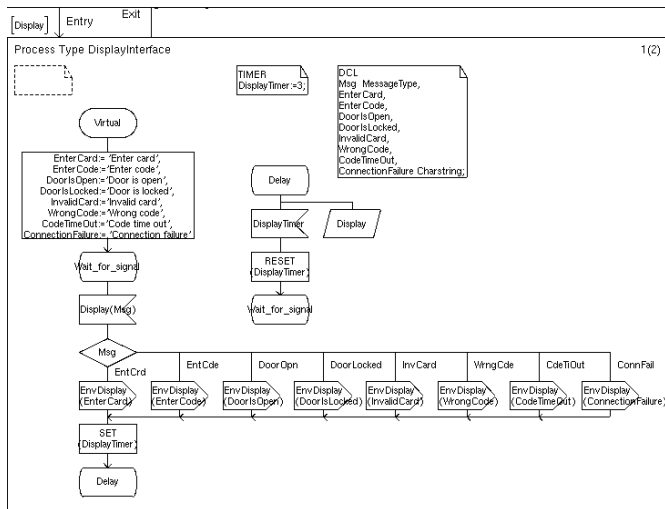 [Display]
Entry
Exit
Process Type DisplayInterface
1(2)
TIMER
DisplayTimer:=3;
DCL
Msg MessageType,
EnterCard,
EnterCode,
DoorIsOpen,
DoorIsLocked,
InvalidCard,
WrongCode,
CodeTimeOut,
ConnectionFailure Charstring;
Virtual
EnterCard:= 'Enter card',
EnterCode:= 'Enter code',
DoorIsOpen:= 'Door is open',
DoorIsLocked:= 'Door is locked',
InvalidCard:= 'Invalid card',
WrongCode:= 'Wrong code',
CodeTimeOut:= 'Code time out',
ConnectionFailure:= 'Connection failure'
Wait_for_signal
Display(Msg)
Delay
DisplayTimer
Display
RESET
(DisplayTimer)
Wait_for_signal
Msg
EntCrd
EntCde
DoorOpn
DoorLocked
InvCard
WrngCde
CdeTiOut
ConnFail
EnvDisplay
(EnterCard)
EnvDisplay
(EnterCode)
EnvDisplay
(DoorIsOpen)
EnvDisplay
(DoorIsLocked)
EnvDisplay
(InvalidCard)
EnvDisplay
(WrongCode)
EnvDisplay
(CodeTimeOut)
EnvDisplay
(ConnectionFailure)
SET
(DisplayTimer)
Delay